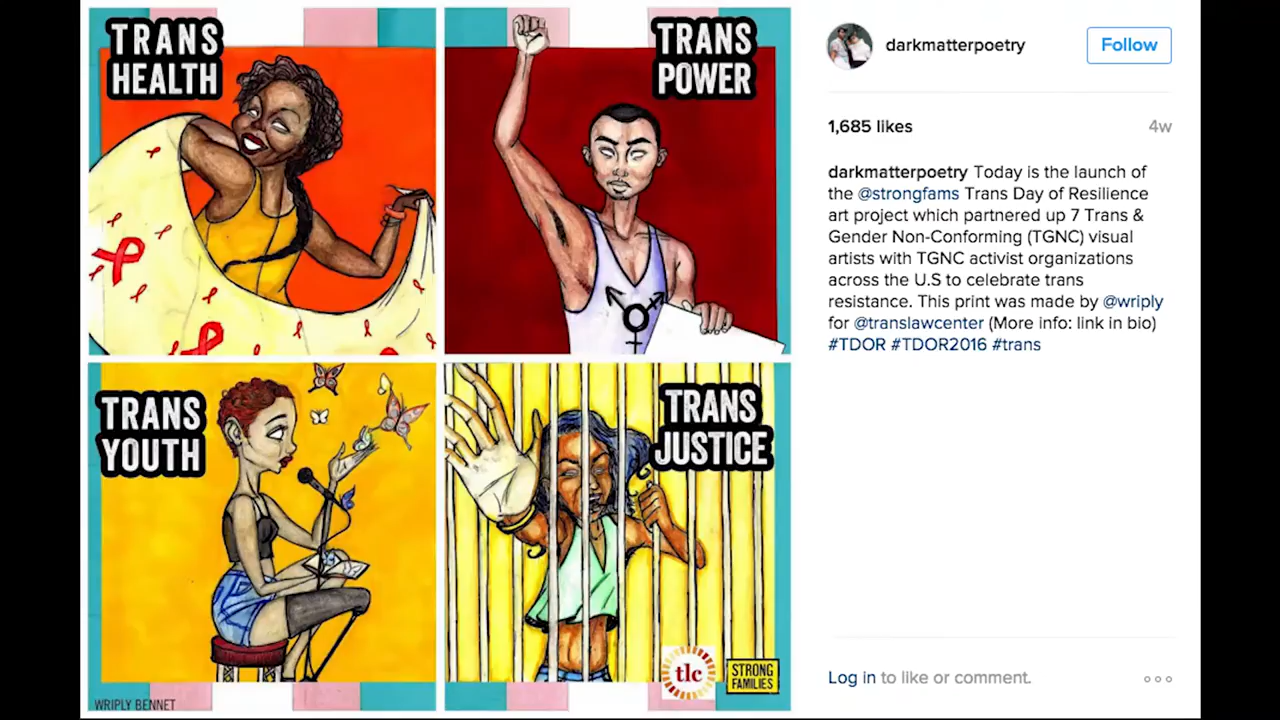 TRANS
HEALTH
TRANS
POWER
TRANS
YOUTH
TRANS
JUSTICE
tlc
STRONG
FAMILIES
WRIPLY BENNET
darkmatterpoetry
Follow
1,685 likes
4w
darkmatterpoetry Today is the launch of
the @strongfams Trans Day of Resilience
art project which partnered up 7 Trans &
Gender Non-Conforming (TGNC) visual
artists with TGNC activist organizations
across the U.S to celebrate trans
resistance. This print was made by @wriply
for @translawcenter (More info: link in bio)
#TDOR #TDOR2016 #trans
Log in to like or comment.